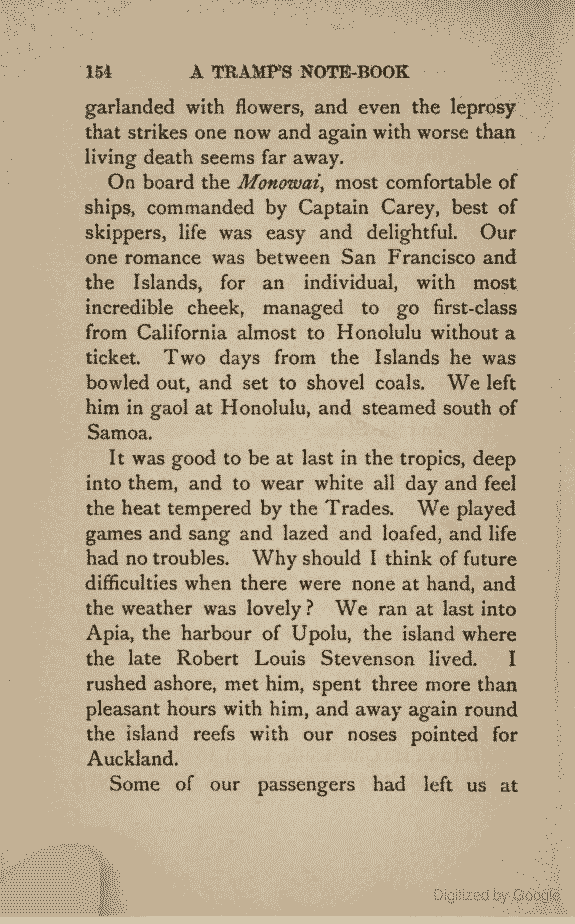 154 A TRAMP'S NOTE-BOOK
garlanded with flowers, and even the leprosy
that strikes one now and again with worse than
living death seems far away.
On board the Monowai, most comfortable of
ships, commanded by Captain Carey, best of
skippers, life was easy and delightful. Our
one romance was between San Francisco and
the Islands, for an individual, with most
incredible cheek, managed to go first-class
from California almost to Honolulu without a
ticket. Two days from the Islands he was
bowled out, and set to shovel coals. We left
him in gaol at Honolulu, and steamed south of
Samoa.
It was good to be at last in the tropics, deep
into them, and to wear white all day and feel
the heat tempered by the Trades. We played
games and sang and lazed and loafed, and life
had no troubles. Why should I think of future
difficulties when there were none at hand, and
the weather was lovely? We ran at last into
Apia, the harbour of Upolu, the island where
the late Robert Louis Stevenson lived. I
rushed ashore, met him, spent three more than
pleasant hours with him, and away again round
the island reefs with our noses pointed for
Auckland.
Some of our passengers had left us at
Digitized by Google